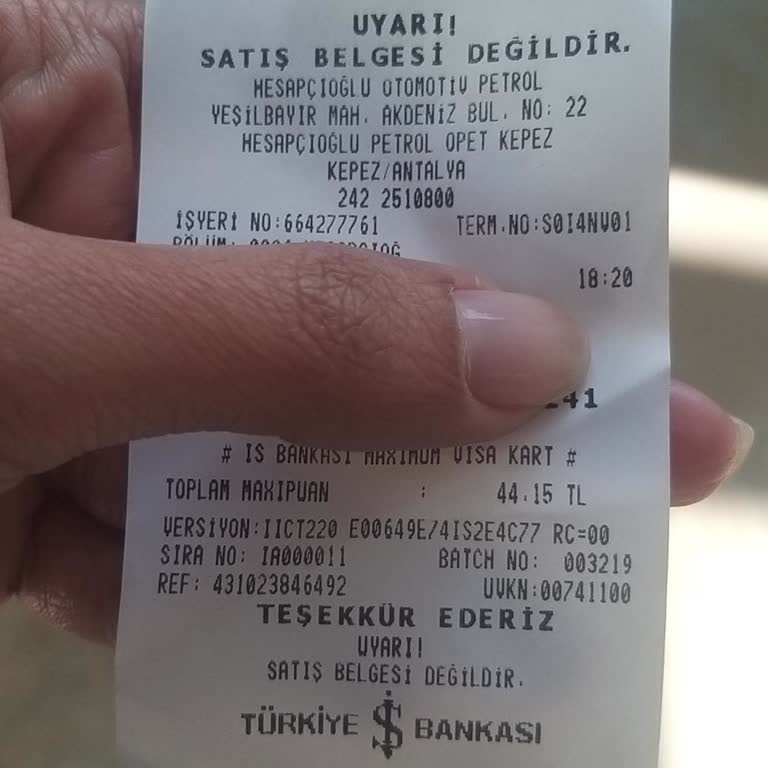 UYARI!
SATIŞ BELGESİ DEĞİLDİR.
HESAPÇIOĞLU OTOMOTİV PETROL
YEŞİLBAYIR MAH. AKDENİZ BUL. NO: 22
HESAPÇIOĞLU PETROL OPET KEPEZ
KEPEZ/ANTALYA
242 2510800
İŞYERİ NO:664277761 TERM.NO:S0I4NV01
BÖLÜM:
18:20
41
# IS BANKASI MAXIMUM VISA KART #
TOPLAM MAXIPUAN : 44.15 TL
VERSİYON:IICT220 E00649E74IS2E4C77 RC=00
SIRA NO: IA000011 BATCH NO: 003219
REF: 431023846492 UVKN:00741100
TEŞEKKÜR EDERİZ
UYARI!
SATIŞ BELGESİ DEĞİLDİR.
TÜRKİYE İŞ BANKASI